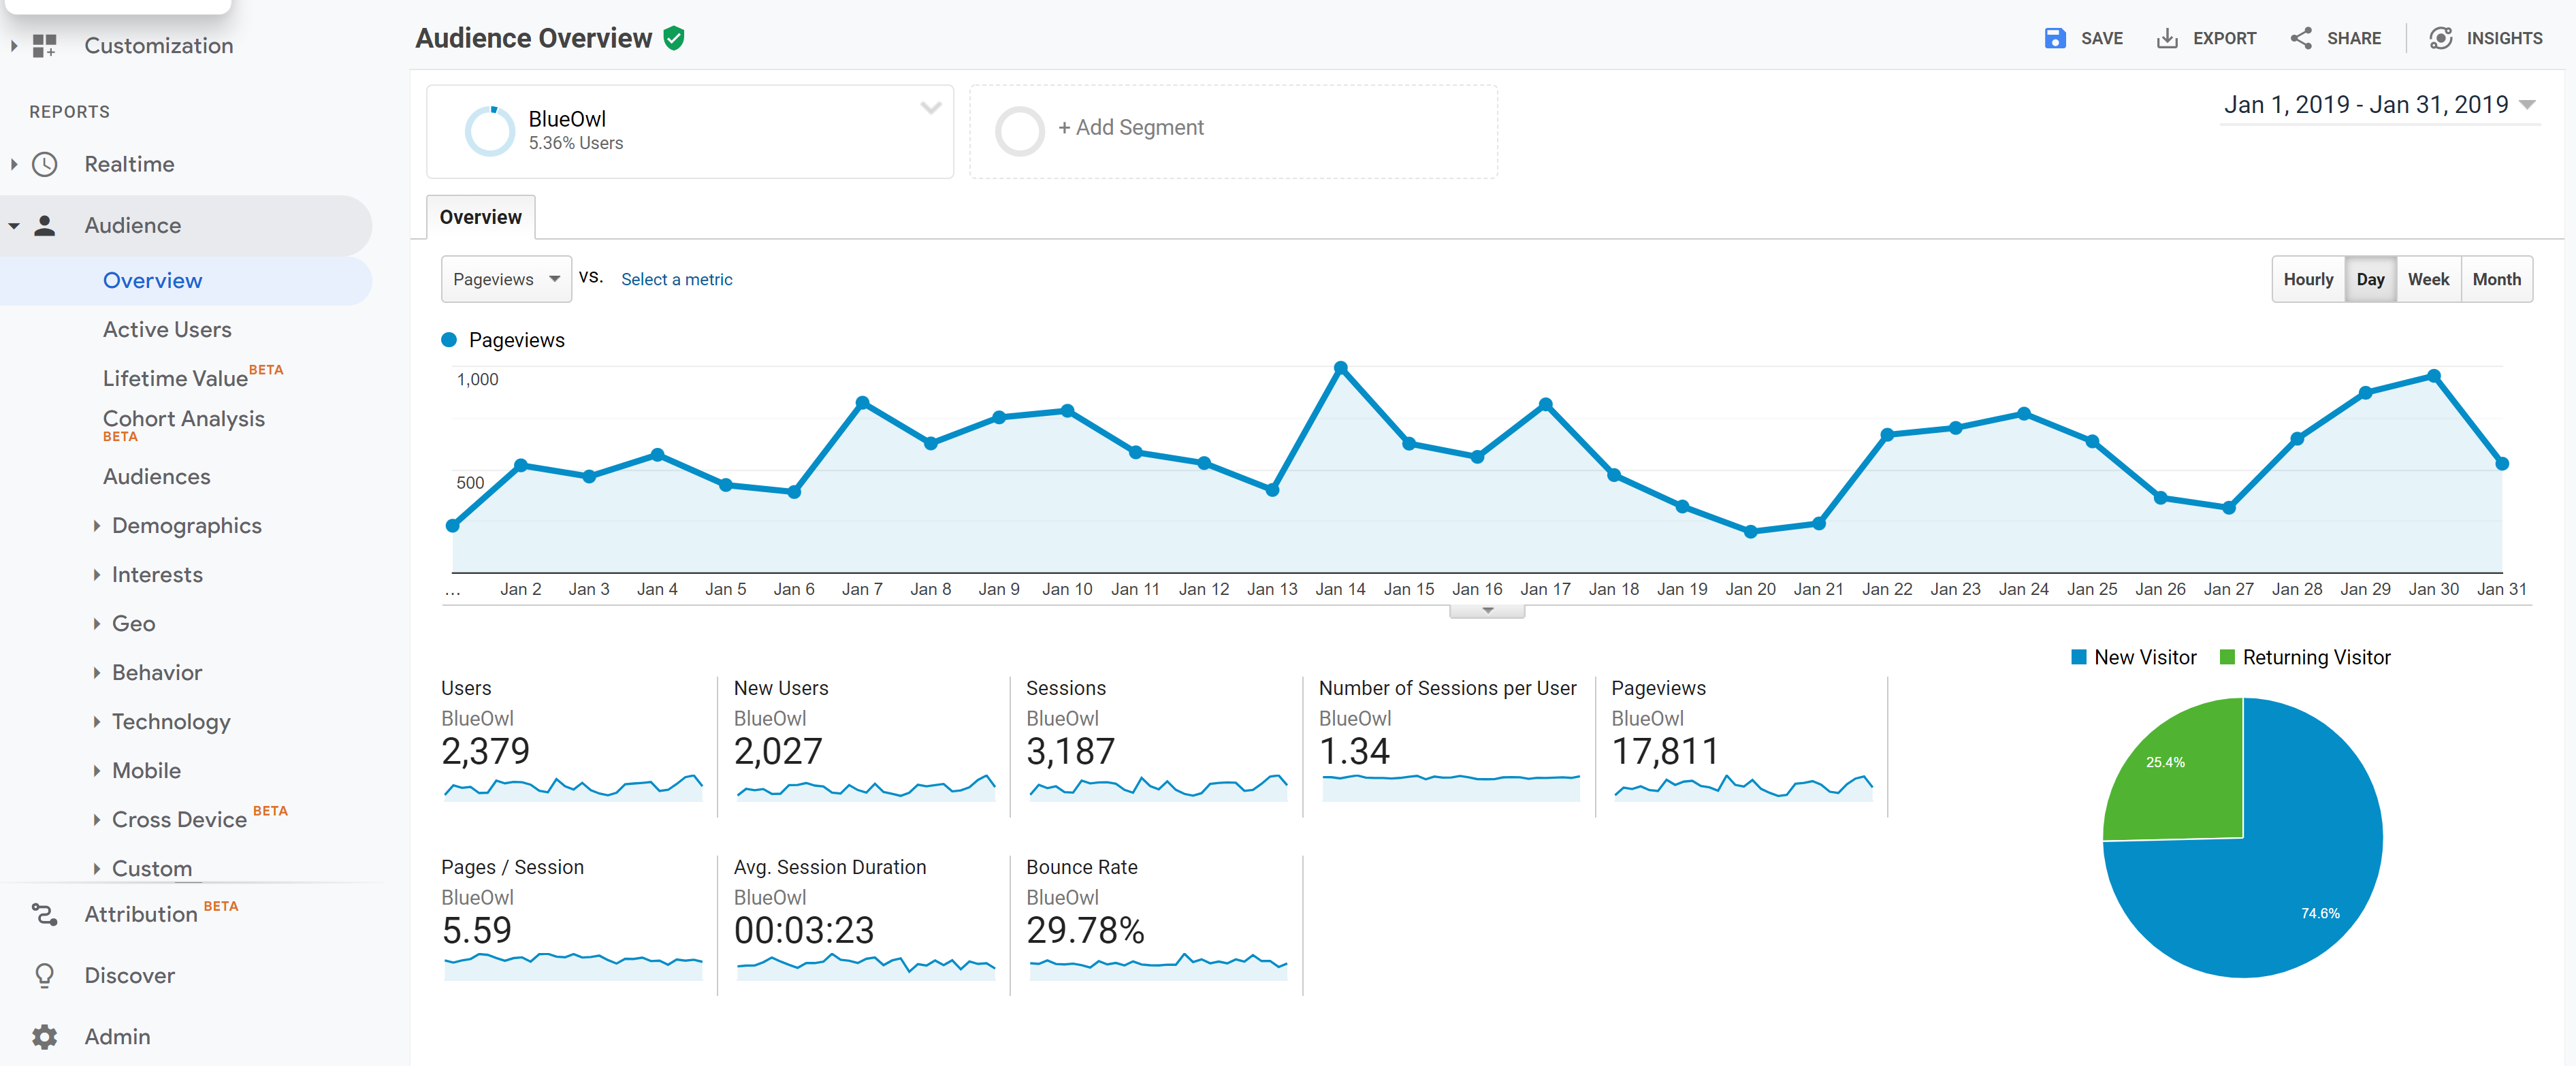 Customization
REPORTS
Realtime
Audience
Overview
Active Users
Lifetime Value BETA
Cohort Analysis
BETA
Audiences
Demographics
Interests
Geo
Behavior
Technology
Mobile
Cross Device BETA
Custom
Attribution BETA
Discover
Admin
Audience Overview
SAVE EXPORT SHARE INSIGHTS
BlueOwl
5.36% Users
+ Add Segment
Jan 1, 2019 - Jan 31, 2019
Overview
Pageviews vs. Select a metric
Hourly Day Week Month
Pageviews
1,000
500
... Jan 2 Jan 3 Jan 4 Jan 5 Jan 6 Jan 7 Jan 8 Jan 9 Jan 10 Jan 11 Jan 12 Jan 13 Jan 14 Jan 15 Jan 16 Jan 17 Jan 18 Jan 19 Jan 20 Jan 21 Jan 22 Jan 23 Jan 24 Jan 25 Jan 26 Jan 27 Jan 28 Jan 29 Jan 30 Jan 31
Users
BlueOwl
2,379
New Users
BlueOwl
2,027
Sessions
BlueOwl
3,187
Number of Sessions per User
BlueOwl
1.34
Pageviews
BlueOwl
17,811
Pages / Session
BlueOwl
5.59
Avg. Session Duration
BlueOwl
00:03:23
Bounce Rate
BlueOwl
29.78%
New Visitor Returning Visitor
25.4%
74.6%